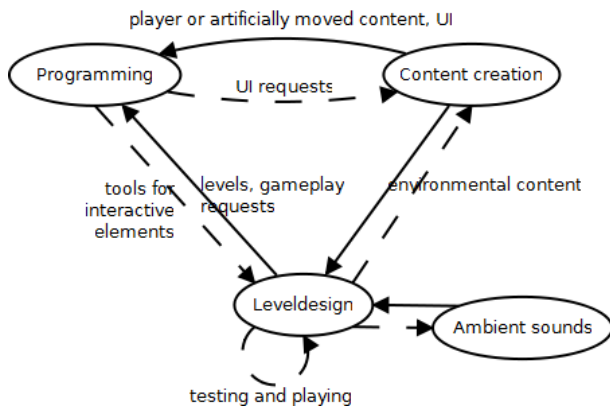 player or artificially moved content, UI
Programming
Content creation
UI requests
tools for
interactive
elements
levels, gameplay
requests
environmental content
Leveldesign
Ambient sounds
testing and playing